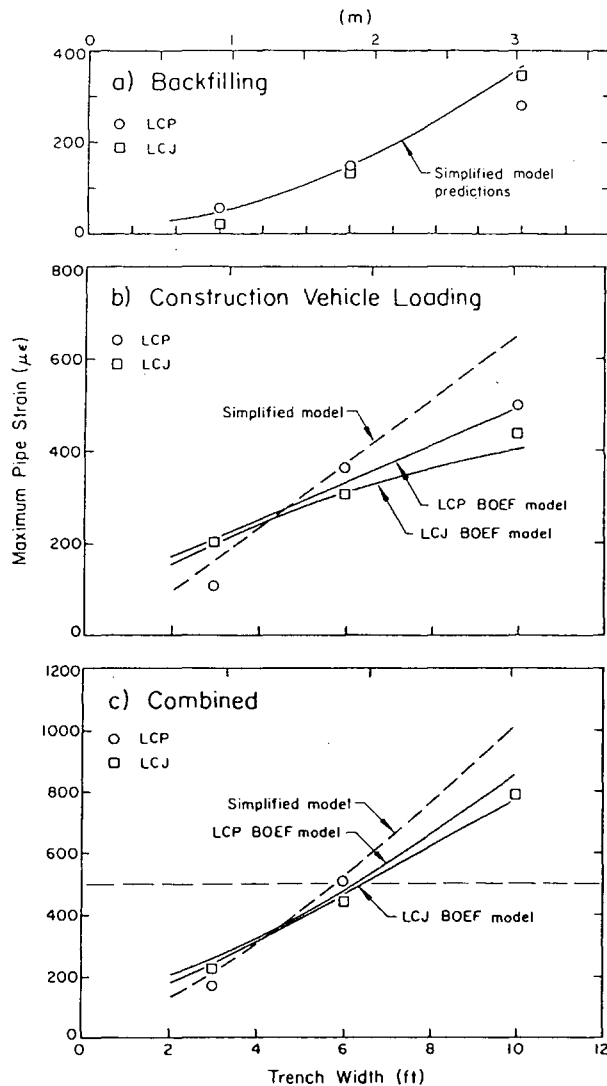 (m)
0 1 2 3
a) Backfilling
○ LCP
□ LCJ
Simplified model
predictions
400
200
0
b) Construction Vehicle Loading
○ LCP
□ LCJ
Simplified model
LCP BOEF model
LCJ BOEF model
800
600
400
200
0
Maximum Pipe Strain (με)
c) Combined
○ LCP
□ LCJ
Simplified model
LCP BOEF model
LCJ BOEF model
1200
1000
800
600
400
200
0
0 2 4 6 8 10 12
Trench Width (ft)